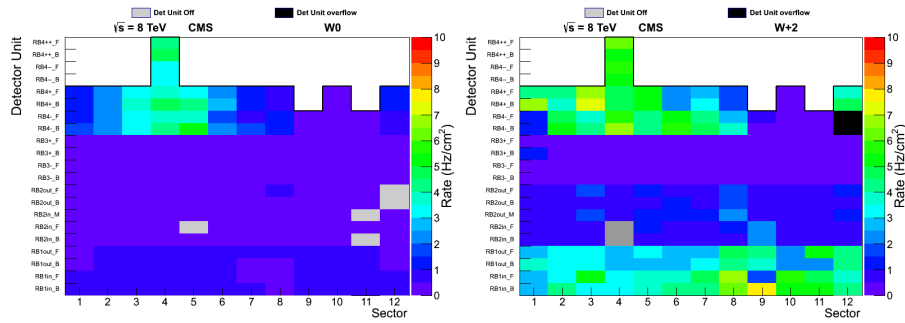 Det Unit Off Det Unit overflow
√s = 8 TeV CMS W0
Detector Unit
RB4++_F
RB4++_B
RB4--_F
RB4--_B
RB4+_F
RB4+_B
RB4-_F
RB4-_B
RB3+_F
RB3+_B
RB3-_F
RB3-_B
RB2out_F
RB2out_B
RB2in_M
RB2in_F
RB2in_B
RB1out_F
RB1out_B
RB1in_F
RB1in_B
1 2 3 4 5 6 7 8 9 10 11 12
Sector
10
9
8
7
6
5
4
3
2
1
0
Rate (Hz/cm²)
Det Unit Off Det Unit overflow
√s = 8 TeV CMS W+2
Detector Unit
RB4++_F
RB4++_B
RB4--_F
RB4--_B
RB4+_F
RB4+_B
RB4-_F
RB4-_B
RB3+_F
RB3+_B
RB3-_F
RB3-_B
RB2out_F
RB2out_B
RB2out_M
RB2in_F
RB2in_B
RB1out_F
RB1out_B
RB1in_F
RB1in_B
1 2 3 4 5 6 7 8 9 10 11 12
Sector
10
9
8
7
6
5
4
3
2
1
0
Rate (Hz/cm²)